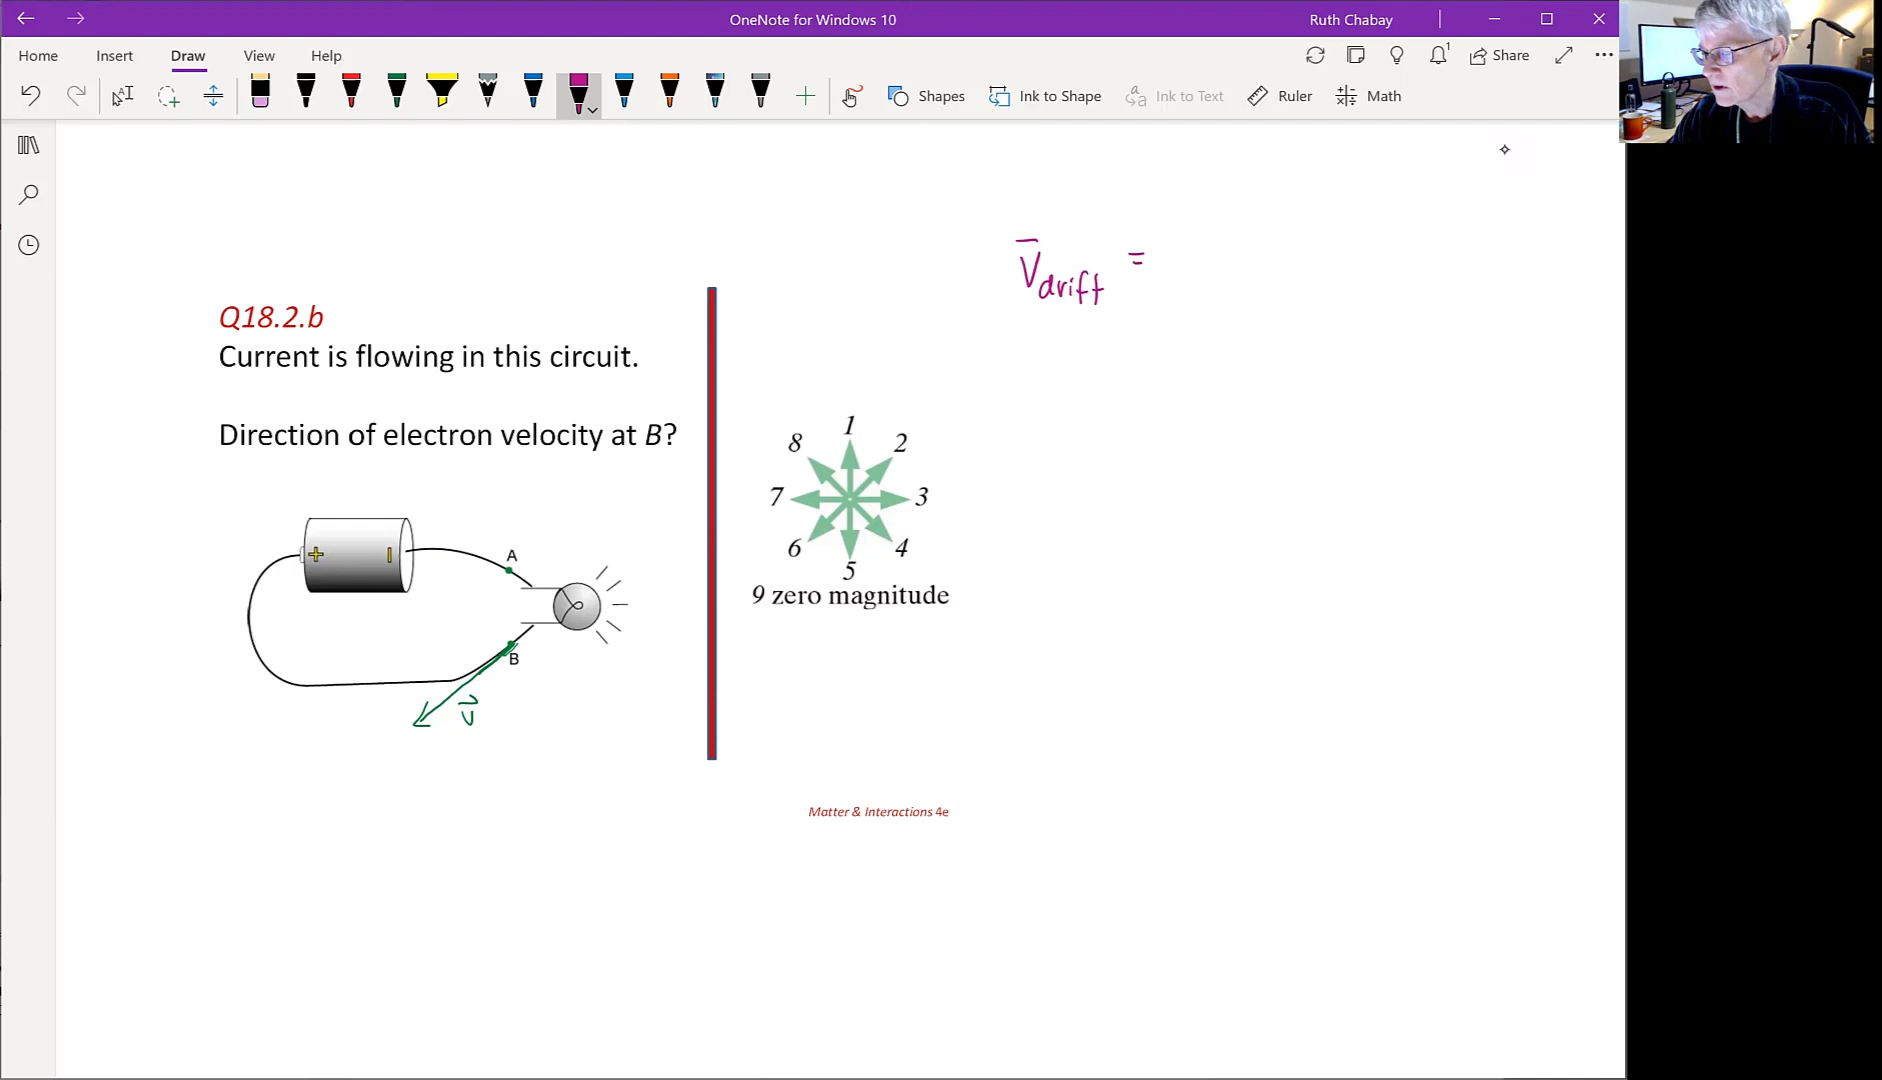 OneNote for Windows 10
Ruth Chabay
Home Insert Draw View Help
1 Share
Shapes Ink to Shape Ink to Text Ruler Math
v̄drift =
Q18.2.b
Current is flowing in this circuit.
Direction of electron velocity at B?
1
8 2
7 3
6 4
5
9 zero magnitude
+ –
A
B
v⃗
Matter & Interactions 4e